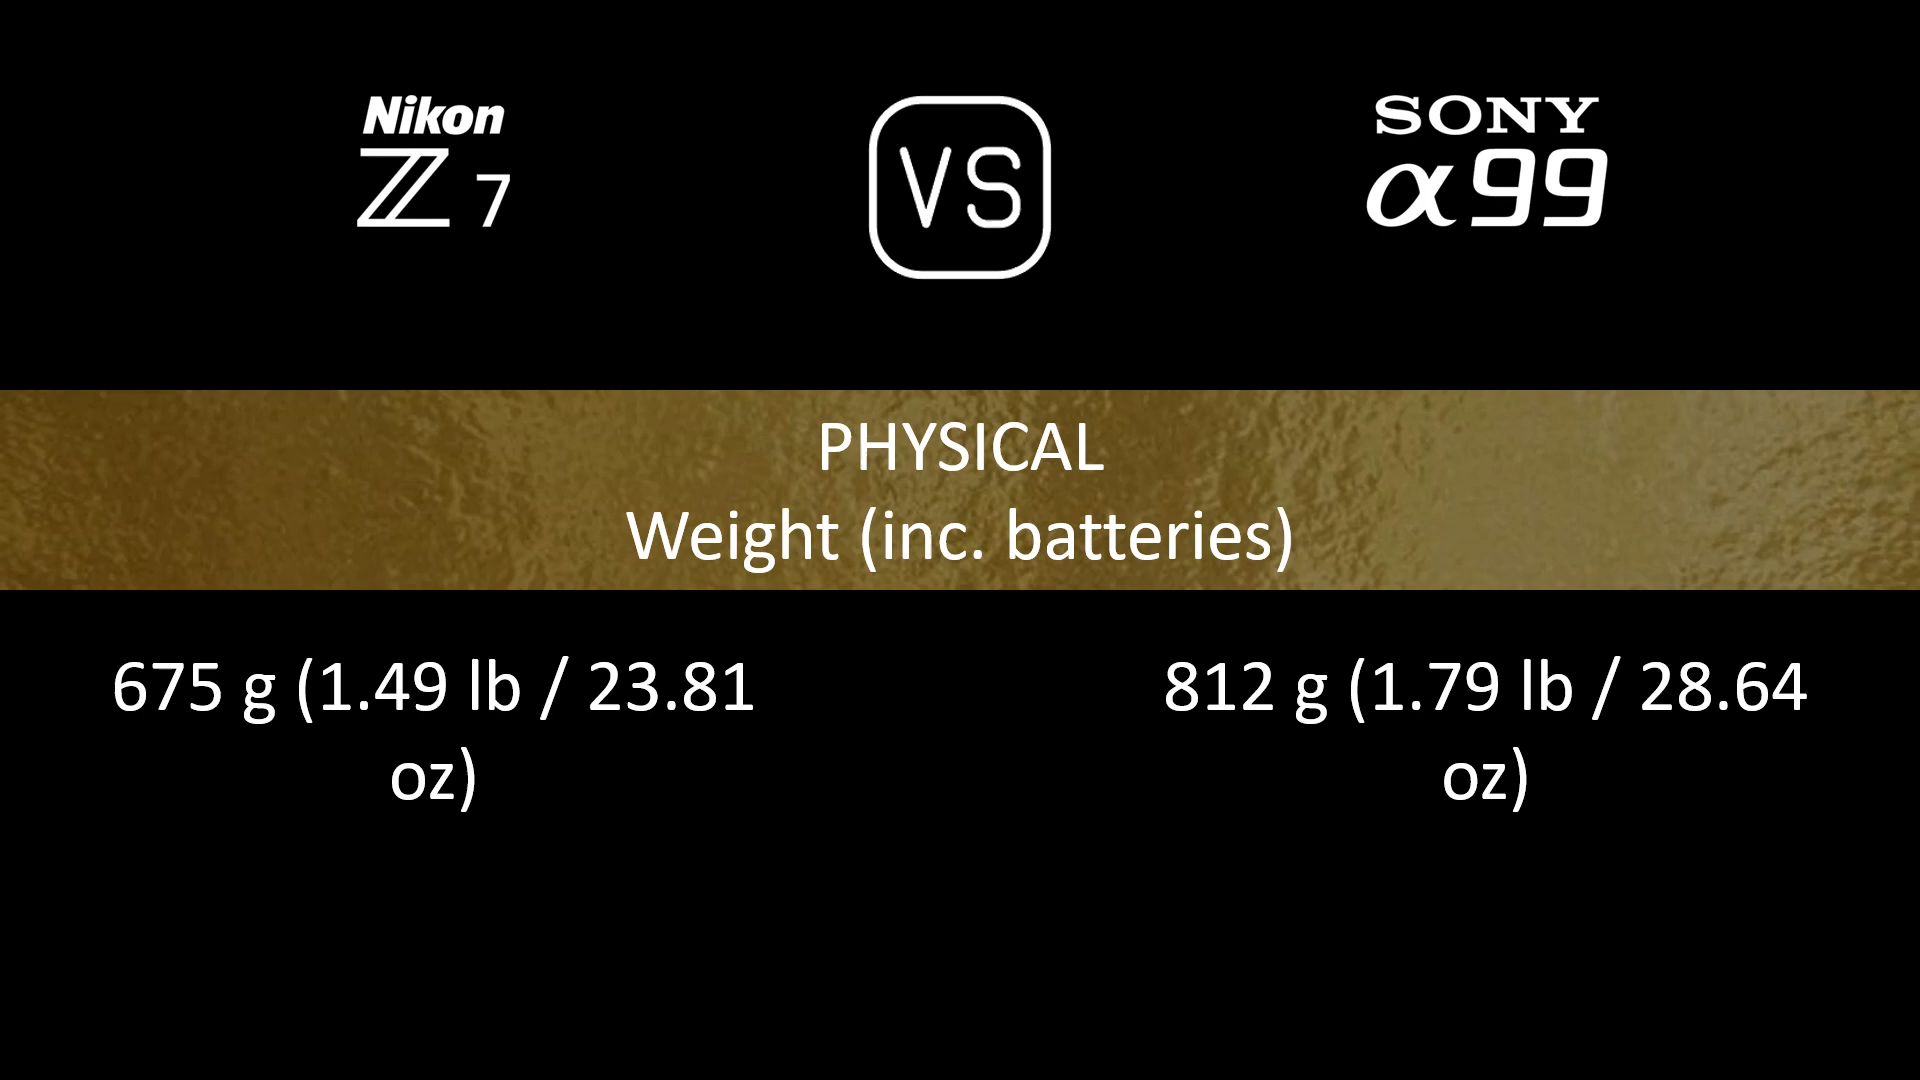 Nikon
Z 7
VS
SONY
α99
PHYSICAL
Weight (inc. batteries)
675 g (1.49 lb / 23.81
oz)
812 g (1.79 lb / 28.64
oz)